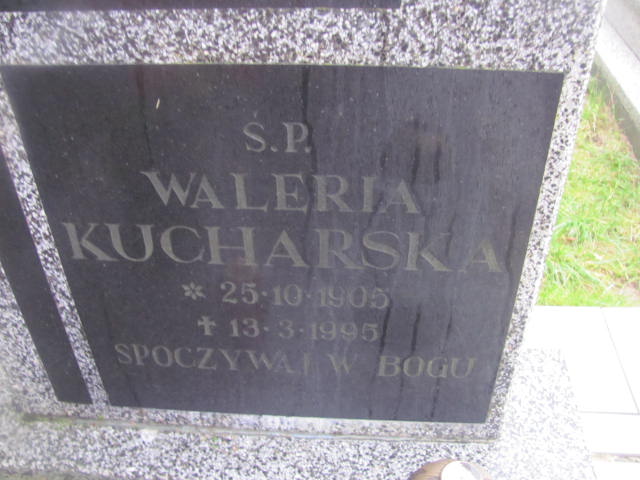 Ś.P.
WALERIA
KUCHARSKA
* 25·10·1905
✝ 13·3·1995
SPOCZYWAJ W BOGU